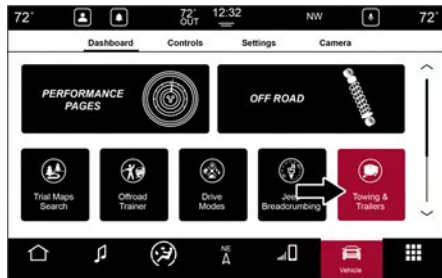 72° 72° OUT 12:32 NW 72°
Dashboard Controls Settings Camera
PERFORMANCE PAGES
OFF ROAD
Trial Maps Search
Offroad Trainer
Drive Modes
Jeep Breadcrumbing
Towing & Trailers
NE
Vehicle